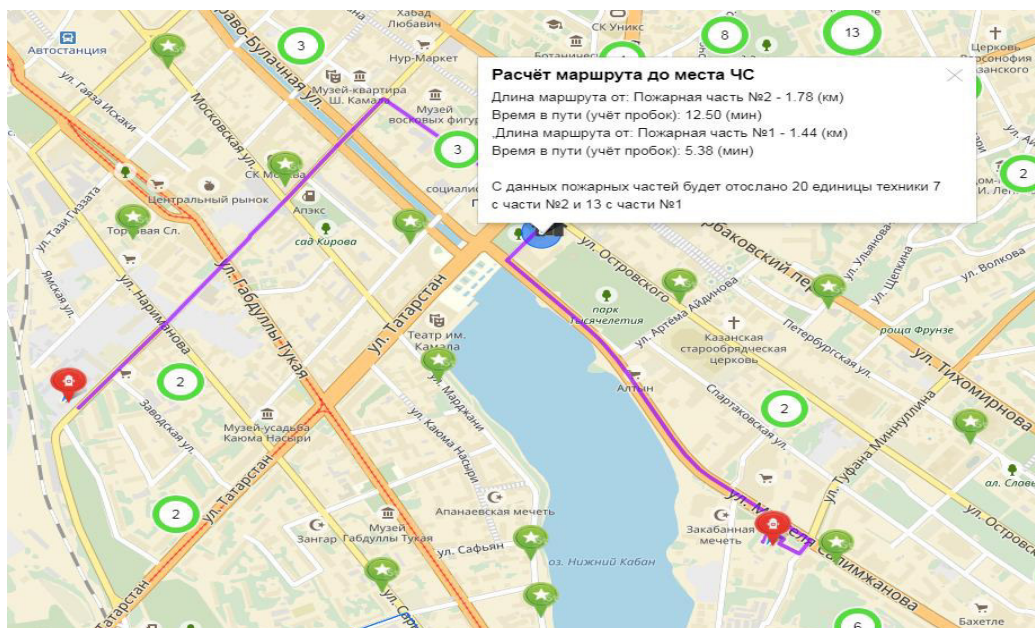 Хабад
Любавич
СК Уникс
Автостанция
3
Нур-Маркет
Ботанический
8
13
Церковь
ул. Гаяза Исхаки
Музей-квартира
Ш. Камала
Музей
восковых фигур
Московская ул.
3
Расчёт маршрута до места ЧС
Длина маршрута от: Пожарная часть №2 - 1.78 (км)
Время в пути (учёт пробок): 12.50 (мин)
.Длина маршрута от: Пожарная часть №1 - 1.44 (км)
Время в пути (учёт пробок): 5.38 (мин)
С данных пожарных частей будет отослано 20 единицы техники 7
с части №2 и 13 с части №1
2
СК Москва
Центральный рынок
Апэкс
сад Кирова
ул. Тази Гиззата
Торговая Сл.
Ямская ул.
ул. Нариманова
ул. Габдуллы Тукая
ул. Татарстан
ул. Островского
ул. Ульянова
ул. Щепкина
ул. Волкова
парк
Тысячелетия
ул. Артёма Айдинова
Петербургская ул.
роща Фрунзе
Казанская
старообрядческая
церковь
Театр им.
Камала
ул. Тихомирнова
Алтын
2
Заводская ул.
ул. Марджани
ул. Каюма Насыри
Спартаковская ул.
2
ул. Туфана Миннуллина
Музей-усадьба
Каюма Насыри
ул. Татарстан
2
Апанаевская мечеть
Зангар
Музей
Габдуллы Тукая
ул. Сафьян
оз. Нижний Кабан
Закабанная
мечеть
Бахетле
6